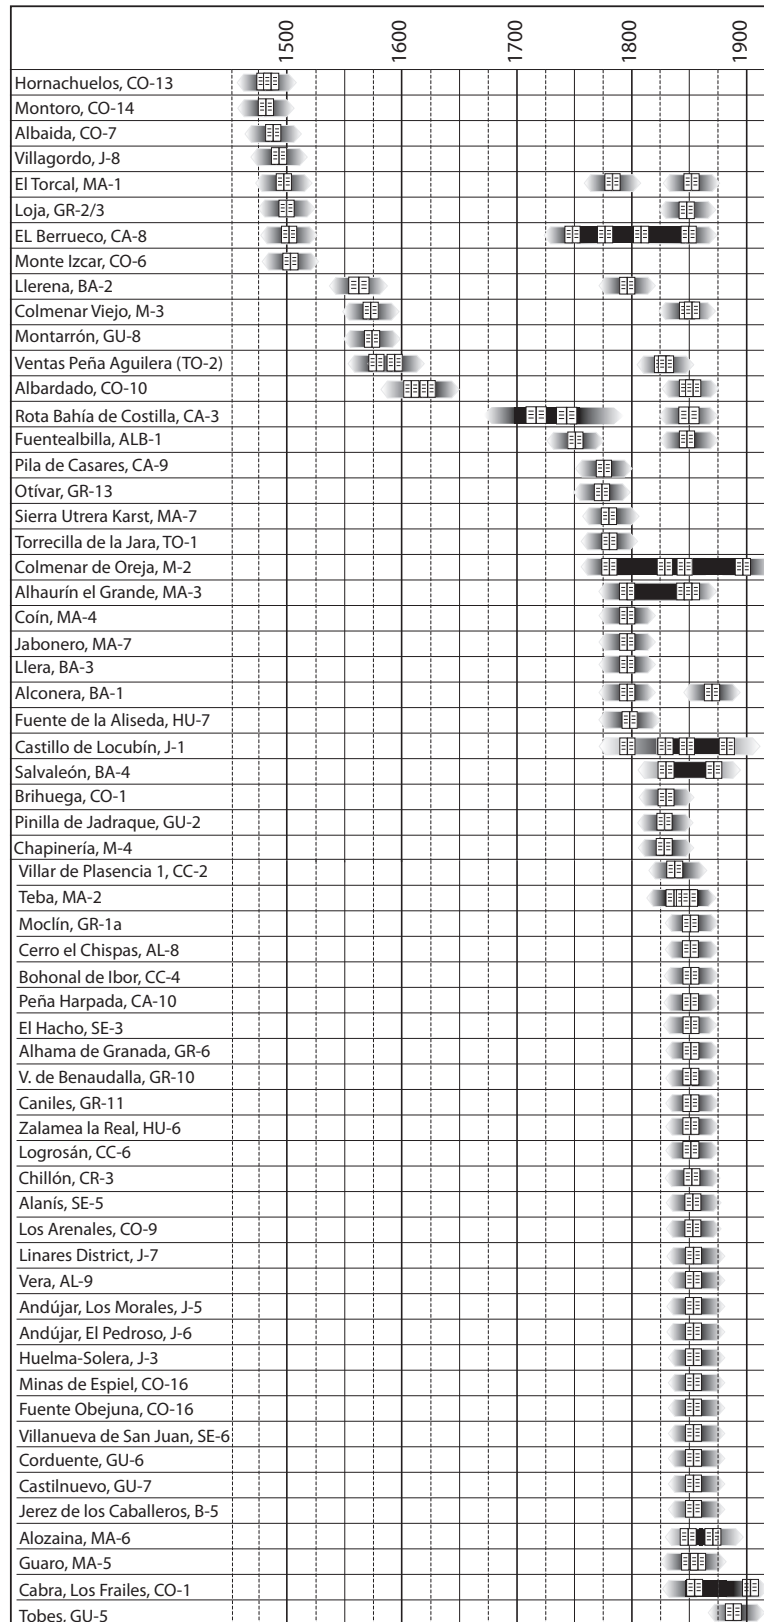 1500 1600 1700 1800 1900
Hornachuelos, CO-13
Montoro, CO-14
Albaida, CO-7
Villagordo, J-8
El Torcal, MA-1
Loja, GR-2/3
EL Berrueco, CA-8
Monte Izcar, CO-6
Llerena, BA-2
Colmenar Viejo, M-3
Montarrón, GU-8
Ventas Peña Aguilera (TO-2)
Albardado, CO-10
Rota Bahía de Costilla, CA-3
Fuentealbilla, ALB-1
Pila de Casares, CA-9
Otívar, GR-13
Sierra Utrera Karst, MA-7
Torrecilla de la Jara, TO-1
Colmenar de Oreja, M-2
Alhaurín el Grande, MA-3
Coín, MA-4
Jabonero, MA-7
Llera, BA-3
Alconera, BA-1
Fuente de la Aliseda, HU-7
Castillo de Locubín, J-1
Salvaleón, BA-4
Brihuega, CO-1
Pinilla de Jadraque, GU-2
Chapinería, M-4
Villar de Plasencia 1, CC-2
Teba, MA-2
Moclín, GR-1a
Cerro el Chispas, AL-8
Bohonal de Ibor, CC-4
Peña Harpada, CA-10
El Hacho, SE-3
Alhama de Granada, GR-6
V. de Benaudalla, GR-10
Caniles, GR-11
Zalamea la Real, HU-6
Logrosán, CC-6
Chillón, CR-3
Alanís, SE-5
Los Arenales, CO-9
Linares District, J-7
Vera, AL-9
Andújar, Los Morales, J-5
Andújar, El Pedroso, J-6
Huelma-Solera, J-3
Minas de Espiel, CO-16
Fuente Obejuna, CO-16
Villanueva de San Juan, SE-6
Corduente, GU-6
Castilnuevo, GU-7
Jerez de los Caballeros, B-5
Alozaina, MA-6
Guaro, MA-5
Cabra, Los Frailes, CO-1
Tobes, GU-5